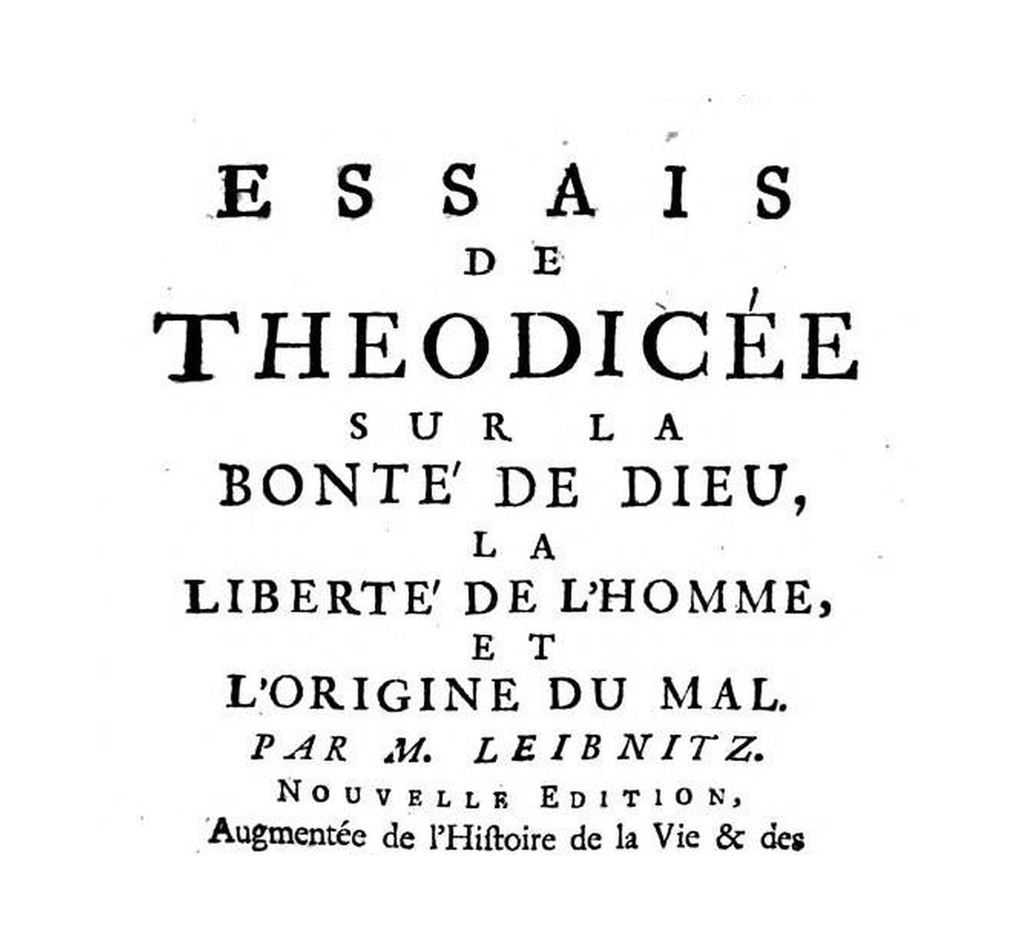 ESSAIS
DE
THEODICÉE
SUR LA
BONTE' DE DIEU,
LA
LIBERTE' DE L'HOMME,
ET
L'ORIGINE DU MAL.
PAR M. LEIBNITZ.
NOUVELLE EDITION,
Augmentée de l'Hiſtoire de la Vie & des